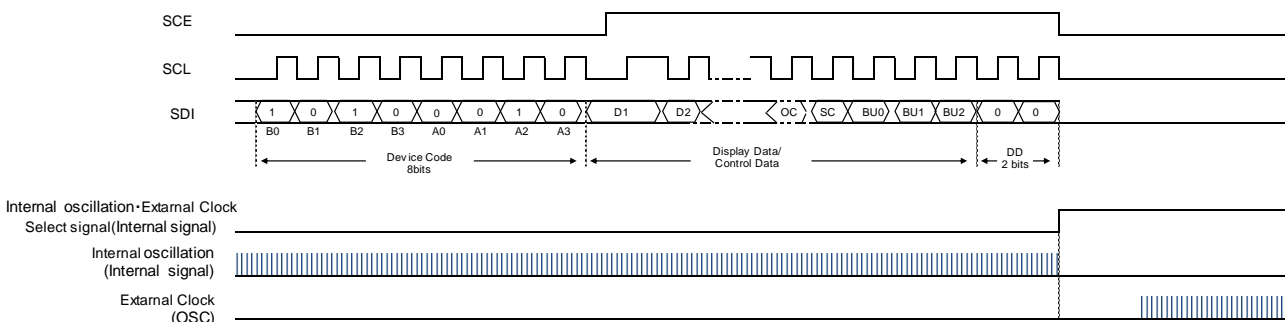 SCE
SCL
SDI
1 0 1 0 0 0 1 0 D1 D2 OC SC BU0 BU1 BU2 0 0
B0 B1 B2 B3 A0 A1 A2 A3
Device Code
8bits
Display Data/
Control Data
DD
2 bits
Internal oscillation・Extarnal Clock
Select signal(Internal signal)
Internal oscillation
(Internal signal)
Extarnal Clock
(OSC)